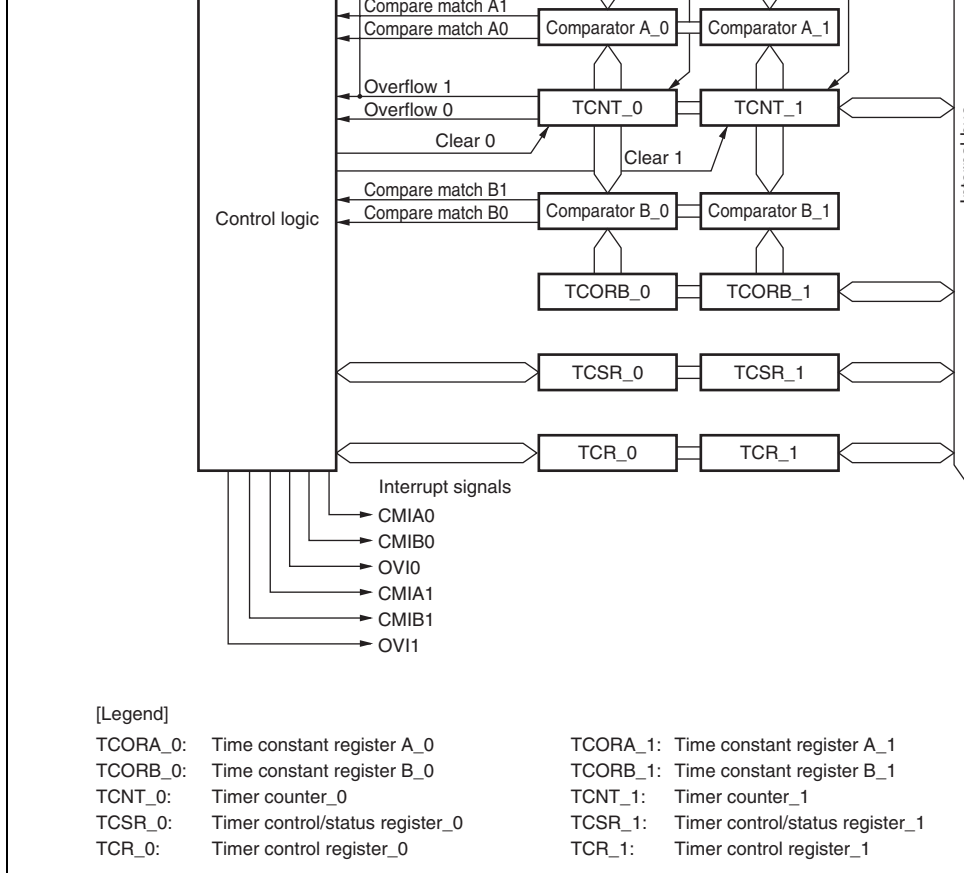 Compare match A1
Compare match A0
Comparator A_0
Comparator A_1
Overflow 1
Overflow 0
TCNT_0
TCNT_1
Clear 0
Clear 1
Compare match B1
Compare match B0
Control logic
Comparator B_0
Comparator B_1
TCORB_0
TCORB_1
TCSR_0
TCSR_1
TCR_0
TCR_1
Interrupt signals
CMIA0
CMIB0
OVI0
CMIA1
CMIB1
OVI1
[Legend]
TCORA_0: Time constant register A_0
TCORA_1: Time constant register A_1
TCORB_0: Time constant register B_0
TCORB_1: Time constant register B_1
TCNT_0: Timer counter_0
TCNT_1: Timer counter_1
TCSR_0: Timer control/status register_0
TCSR_1: Timer control/status register_1
TCR_0: Timer control register_0
TCR_1: Timer control register_1